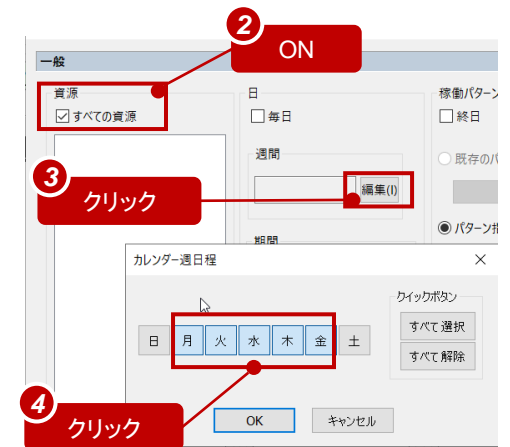 2
ON
一般
資源
すべての資源
日
毎日
稼働パターン
終日
週間
編集(I)
既存のパ
3
クリック
パターン指
期間
カレンダー週日程
日 月 火 水 木 金 土
クイックボタン
すべて選択
すべて解除
4
クリック
OK
キャンセル